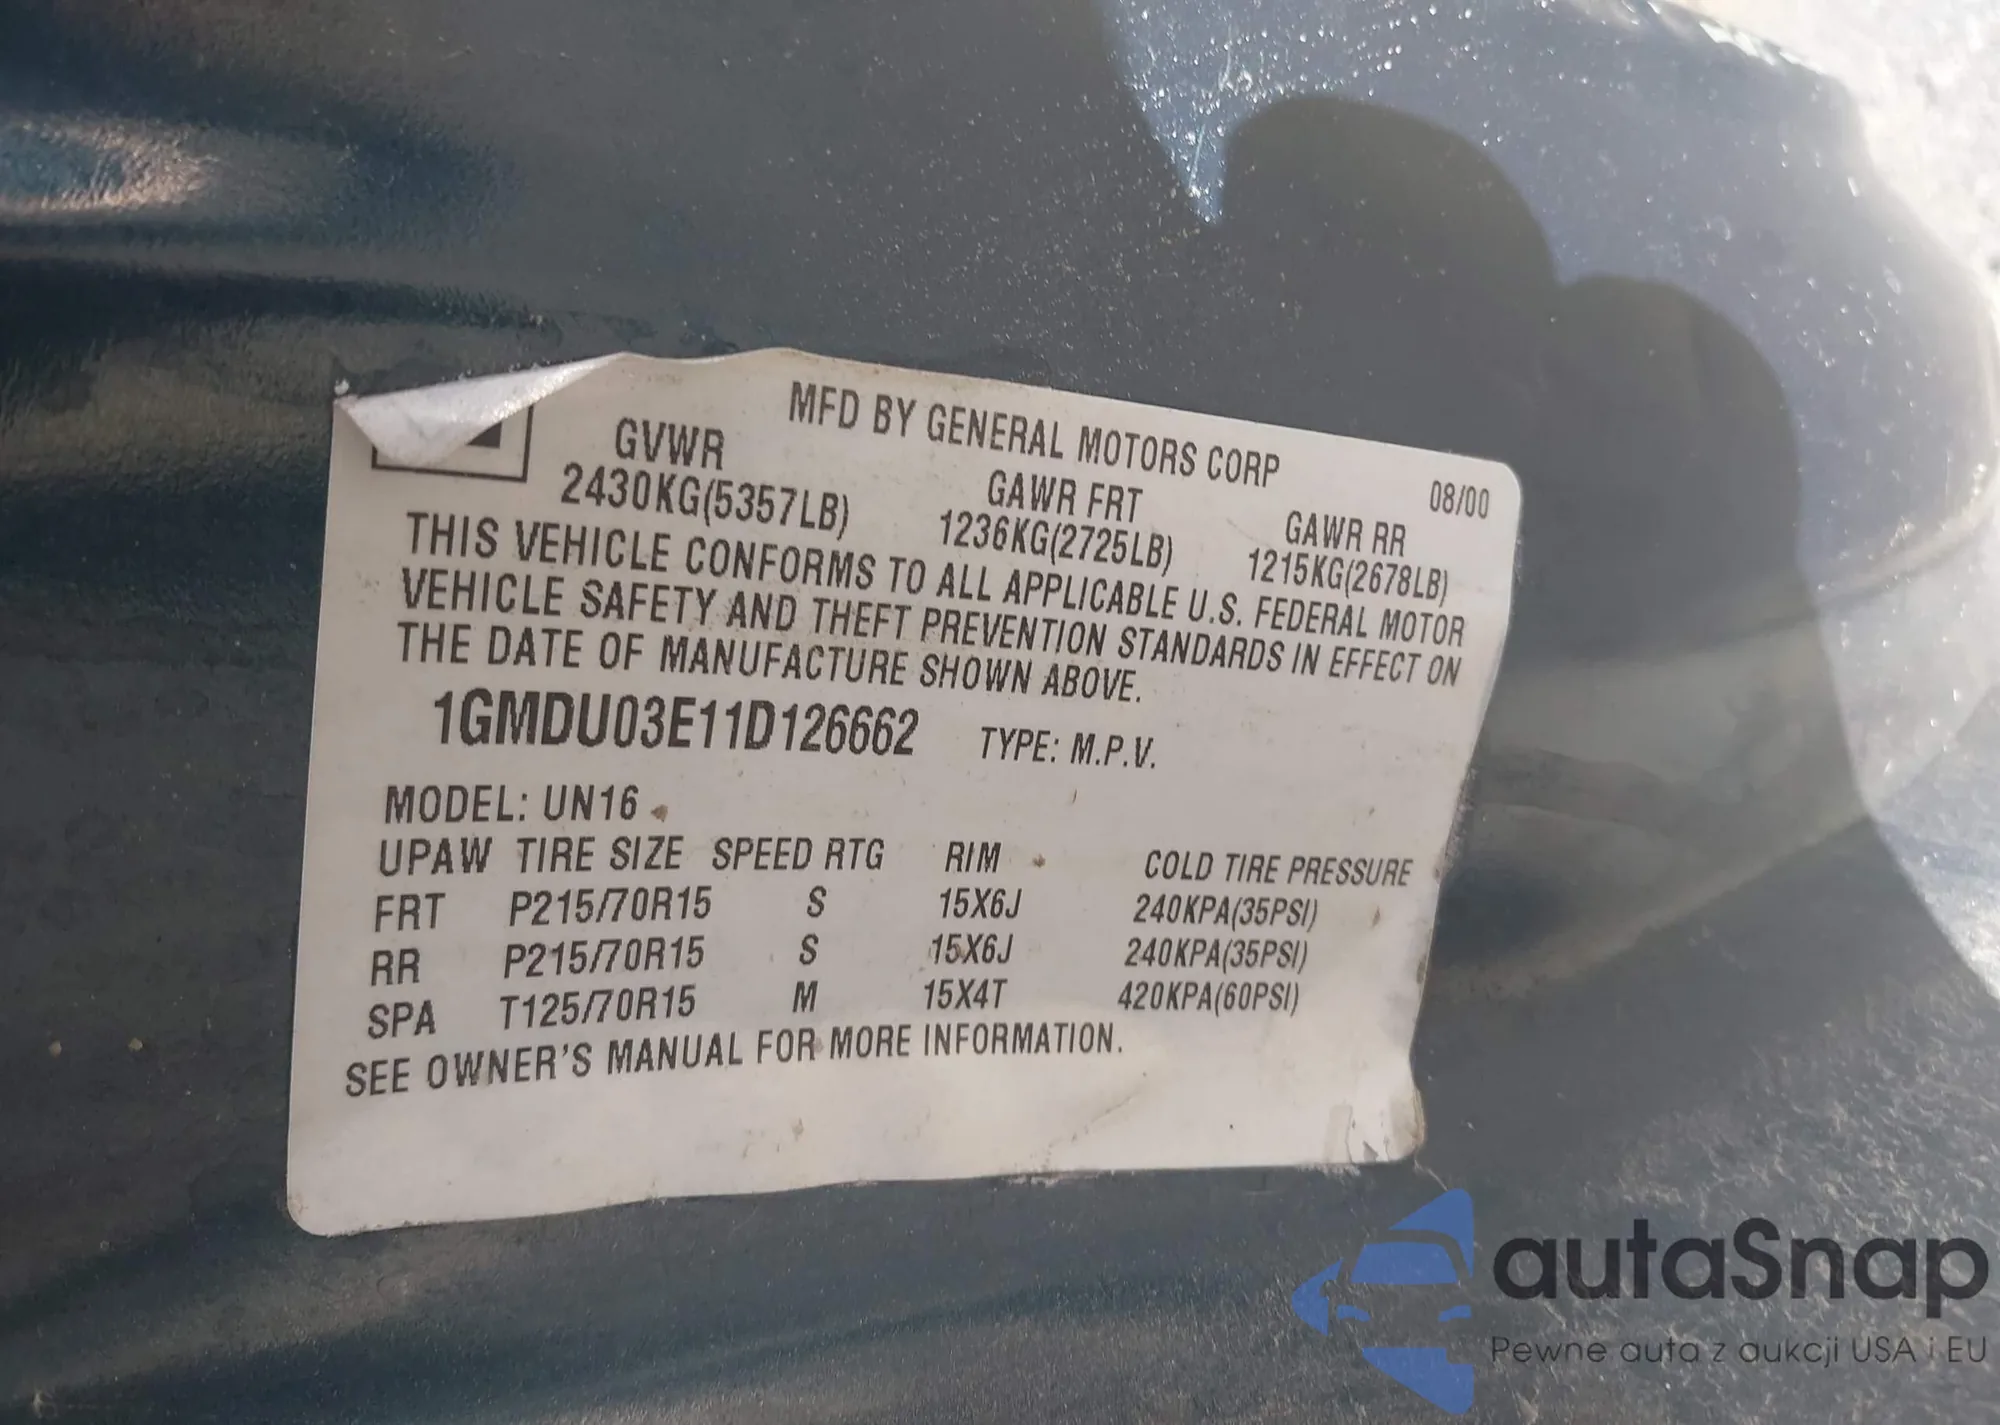 MFD BY GENERAL MOTORS CORP
08/00
GVWR GAWR FRT GAWR RR
2430KG(5357LB) 1236KG(2725LB) 1215KG(2678LB)
THIS VEHICLE CONFORMS TO ALL APPLICABLE U.S. FEDERAL MOTOR
VEHICLE SAFETY AND THEFT PREVENTION STANDARDS IN EFFECT ON
THE DATE OF MANUFACTURE SHOWN ABOVE.
1GMDU03E11D126662 TYPE: M.P.V.
MODEL: UN16
UPAW TIRE SIZE SPEED RTG RIM COLD TIRE PRESSURE
FRT P215/70R15 S 15X6J 240KPA(35PSI)
RR P215/70R15 S 15X6J 240KPA(35PSI)
SPA T125/70R15 M 15X4T 420KPA(60PSI)
SEE OWNER'S MANUAL FOR MORE INFORMATION.
autaSnap
Pewne auta z aukcji USA i EU